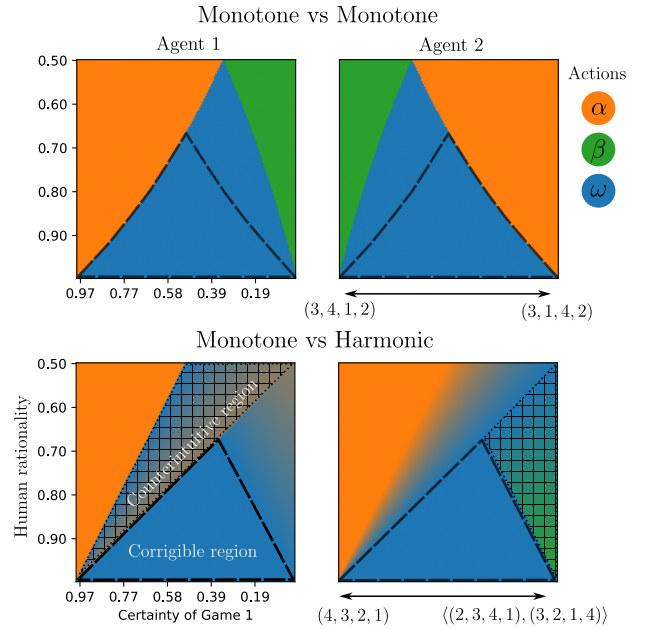 Monotone vs Monotone
Agent 1
Agent 2
Actions
α
β
ω
0.50
0.60
0.70
0.80
0.90
0.97 0.77 0.58 0.39 0.19
(3, 4, 1, 2)
(3, 1, 4, 2)
Monotone vs Harmonic
Human rationality
0.50
0.60
0.70
0.80
0.90
Counterintuitive region
Corrigible region
0.97 0.77 0.58 0.39 0.19
Certainty of Game 1
(4, 3, 2, 1)
⟨(2, 3, 4, 1), (3, 2, 1, 4)⟩